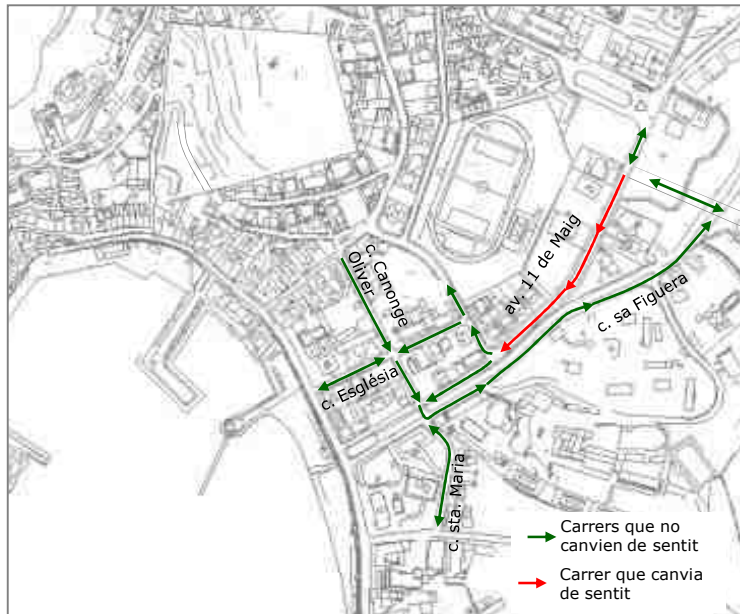 av. 11 de Maig
c. Canonge
Oliver
c. sa Figuera
c. Església
c. sta. Maria
Carrers que no
canvien de sentit
Carrer que canvia
de sentit